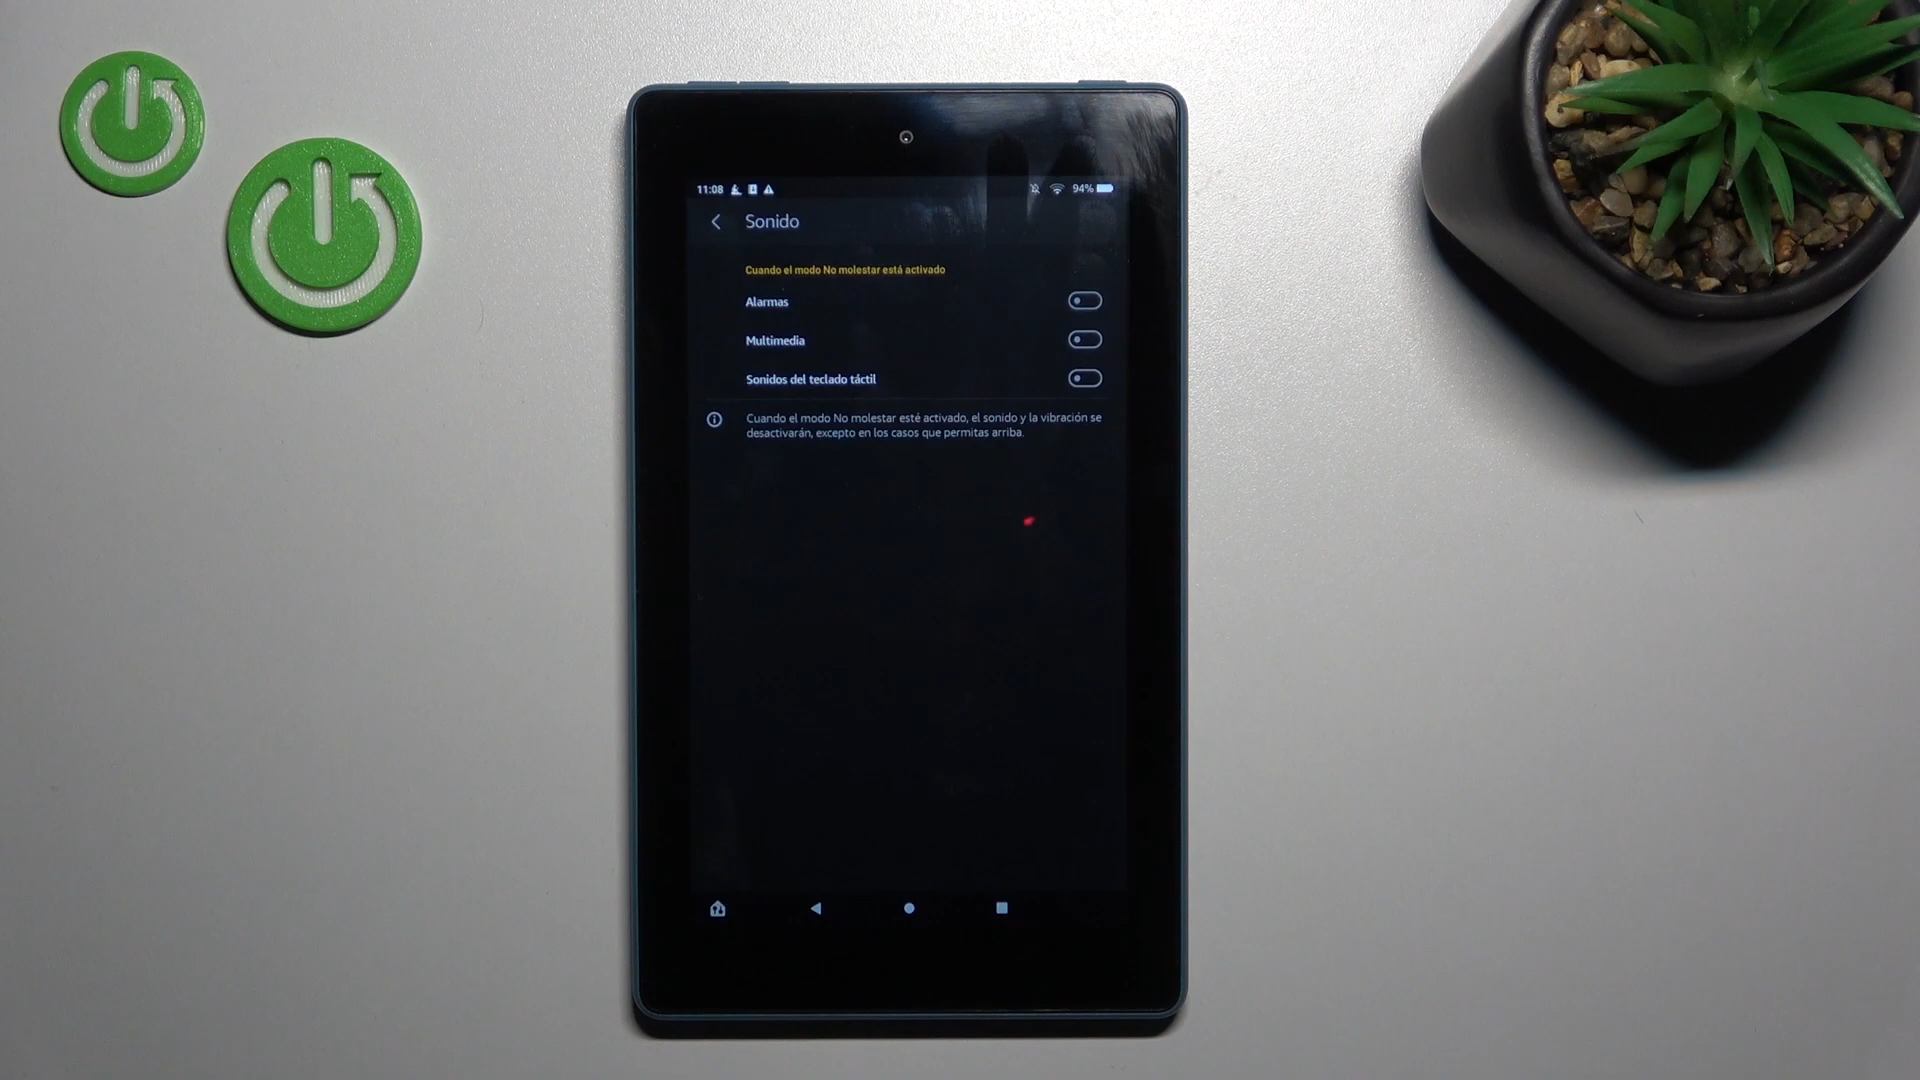 11:08 94%
Sonido
Cuando el modo No molestar está activado
Alarmas
Multimedia
Sonidos del teclado táctil
Cuando el modo No molestar esté activado, el sonido y la vibración se
desactivarán, excepto en los casos que permitas arriba.